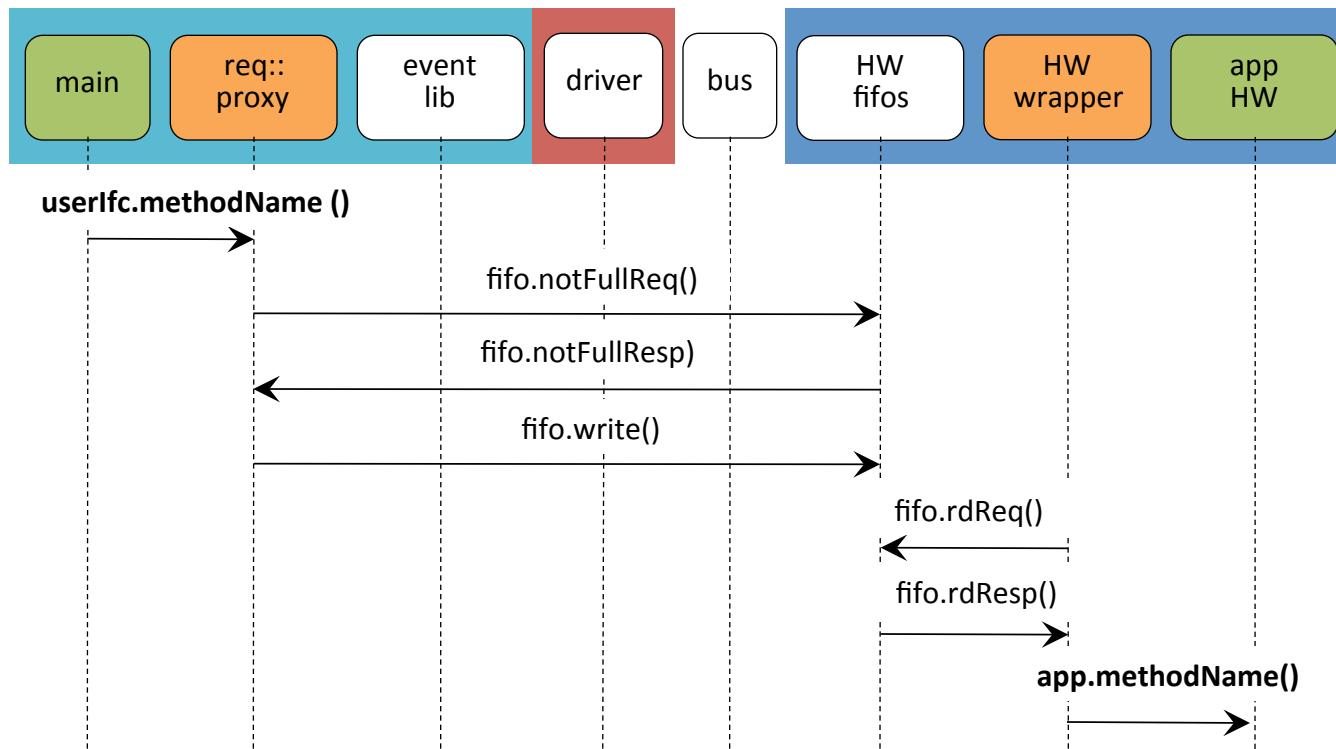 main
req::
proxy
event
lib
driver
bus
HW
fifos
HW
wrapper
app
HW
userIfc.methodName ()
fifo.notFullReq()
fifo.notFullResp)
fifo.write()
fifo.rdReq()
fifo.rdResp()
app.methodName()